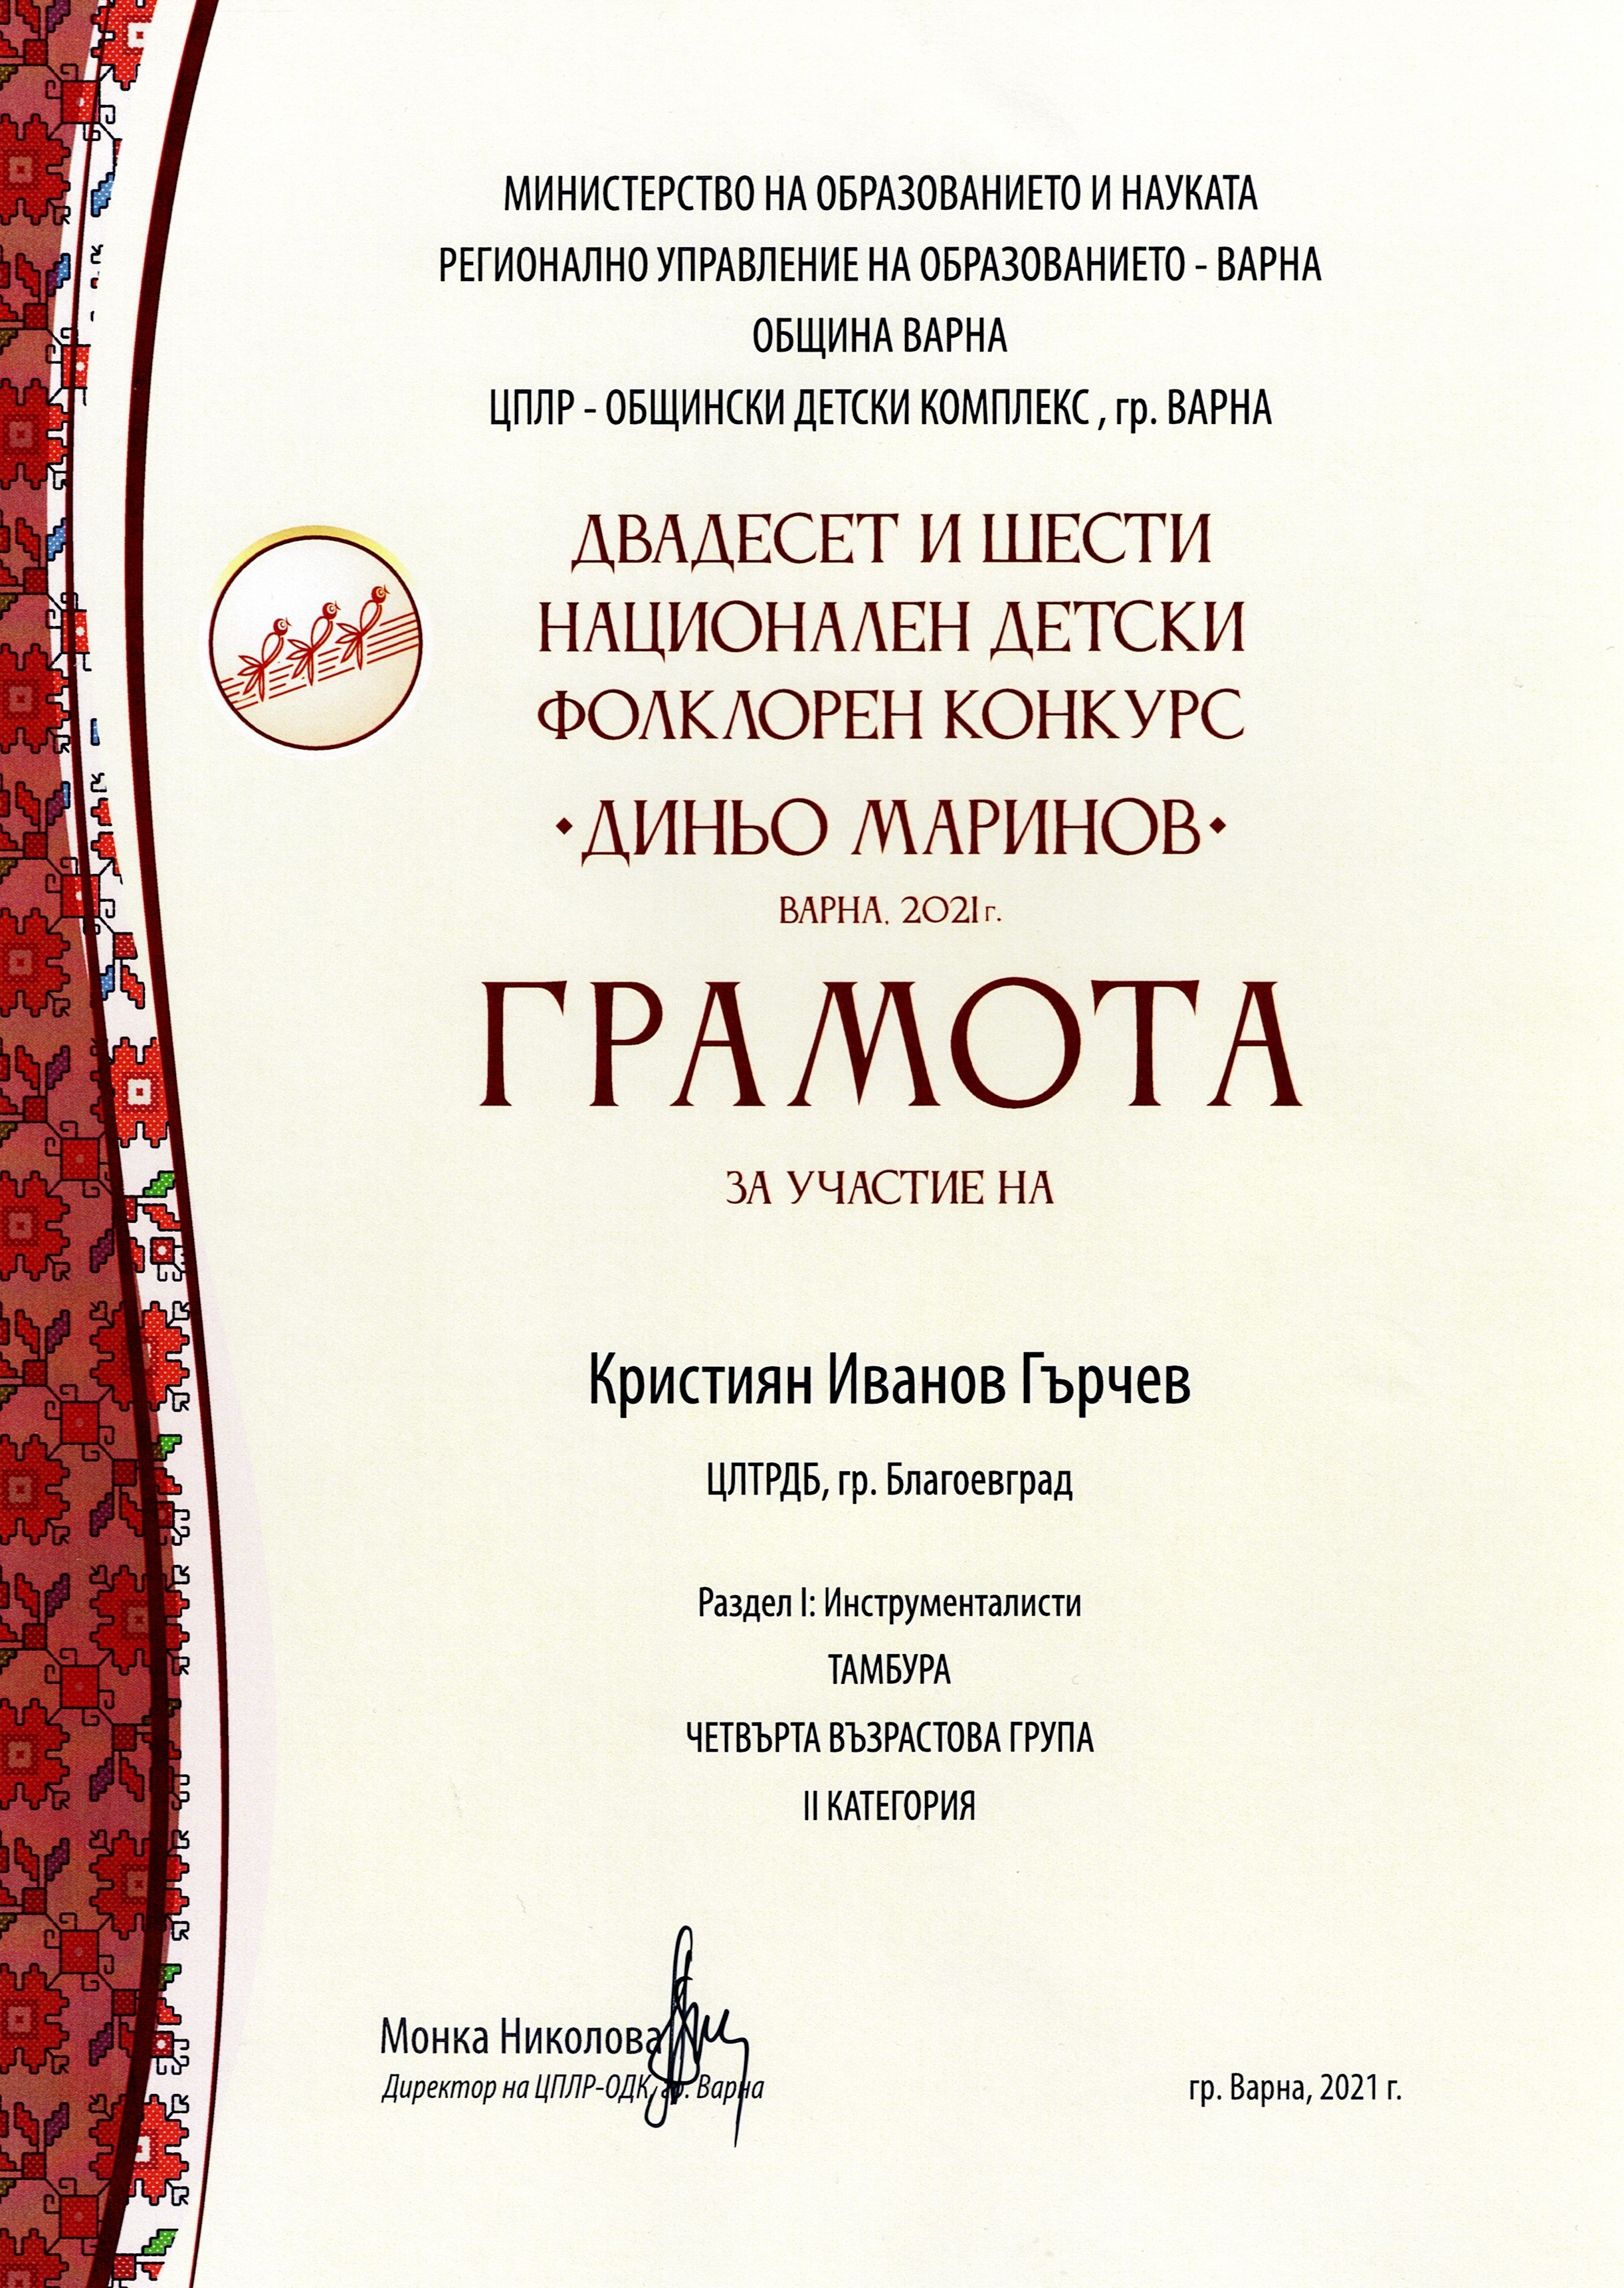 МИНИСТЕРСТВО НА ОБРАЗОВАНИЕТО И НАУКАТА
РЕГИОНАЛНО УПРАВЛЕНИЕ НА ОБРАЗОВАНИЕТО - ВАРНА
ОБЩИНА ВАРНА
ЦПЛР - ОБЩИНСКИ ДЕТСКИ КОМПЛЕКС , гр. ВАРНА
ДВАДЕСЕТ И ШЕСТИ
НАЦИОНАЛЕН ДЕТСКИ
ФОЛКЛОРЕН КОНКУРС
•ДИНЬО МАРИНОВ•
ВАРНА, 2021 г.
ГРАМОТА
ЗА УЧАСТИЕ НА
Кристиян Иванов Гърчев
ЦЛТРДБ, гр. Благоевград
Раздел I: Инструменталисти
ТАМБУРА
ЧЕТВЪРТА ВЪЗРАСТОВА ГРУПА
II КАТЕГОРИЯ
Монка Николова
Директор на ЦПЛР-ОДК, гр. Варна
гр. Варна, 2021 г.